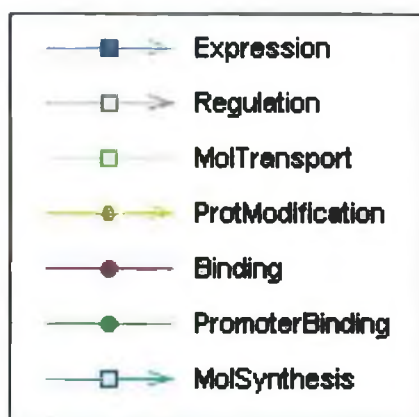 Expression
Regulation
MolTransport
ProtModification
Binding
PromoterBinding
MolSynthesis